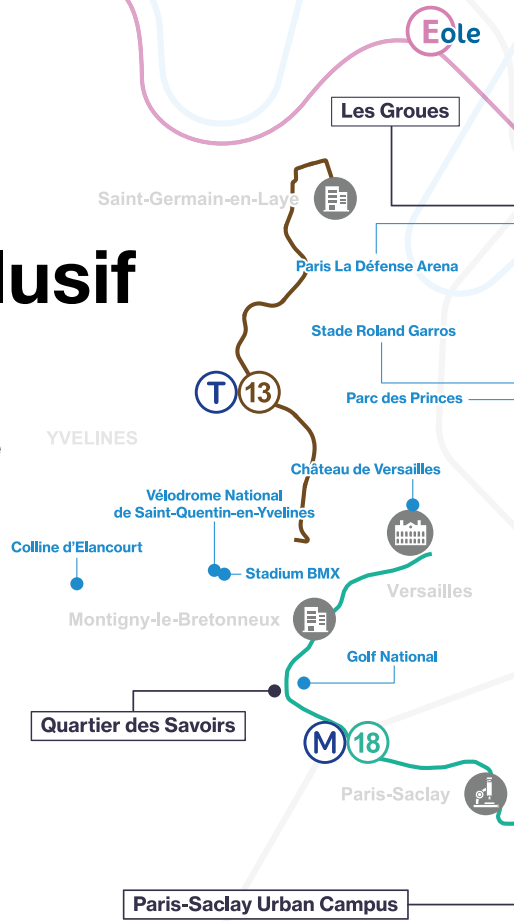 Eole
Les Groues
Saint-Germain-en-Laye
lusif
Paris La Défense Arena
Stade Roland Garros
T 13
Parc des Princes
YVELINES
Château de Versailles
Vélodrome National
de Saint-Quentin-en-Yvelines
Colline d'Elancourt
Stadium BMX
Versailles
Montigny-le-Bretonneux
Golf National
Quartier des Savoirs
M 18
Paris-Saclay
Paris-Saclay Urban Campus